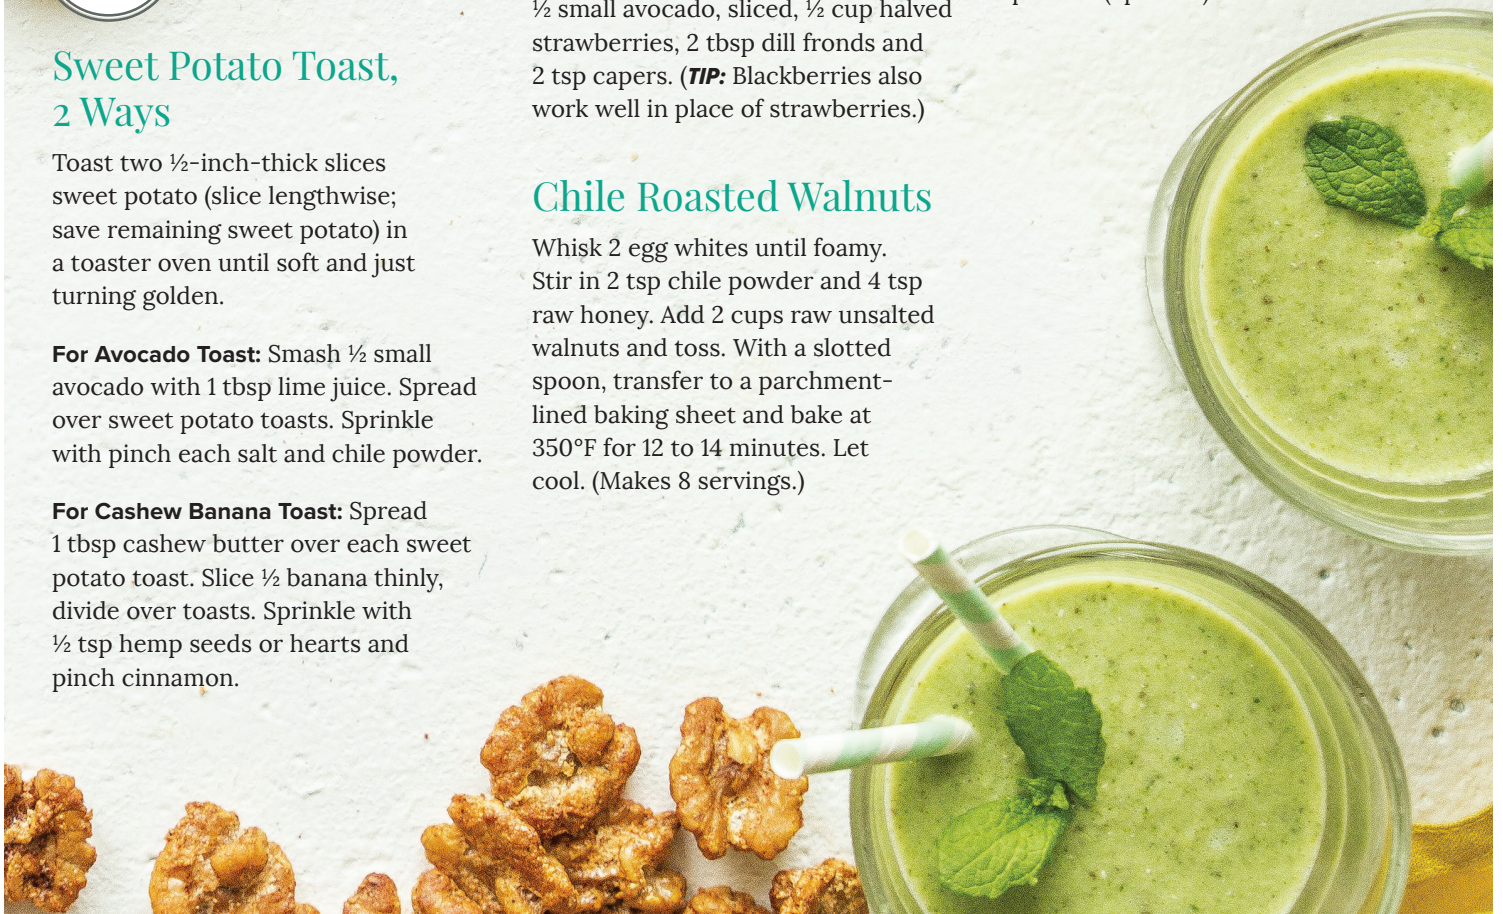 Sweet Potato Toast,
2 Ways
Toast two ½-inch-thick slices
sweet potato (slice lengthwise;
save remaining sweet potato) in
a toaster oven until soft and just
turning golden.
For Avocado Toast: Smash ½ small
avocado with 1 tbsp lime juice. Spread
over sweet potato toasts. Sprinkle
with pinch each salt and chile powder.
For Cashew Banana Toast: Spread
1 tbsp cashew butter over each sweet
potato toast. Slice ½ banana thinly,
divide over toasts. Sprinkle with
½ tsp hemp seeds or hearts and
pinch cinnamon.
½ small avocado, sliced, ½ cup halved
strawberries, 2 tbsp dill fronds and
2 tsp capers. (TIP: Blackberries also
work well in place of strawberries.)
Chile Roasted Walnuts
Whisk 2 egg whites until foamy.
Stir in 2 tsp chile powder and 4 tsp
raw honey. Add 2 cups raw unsalted
walnuts and toss. With a slotted
spoon, transfer to a parchment-
lined baking sheet and bake at
350°F for 12 to 14 minutes. Let
cool. (Makes 8 servings.)